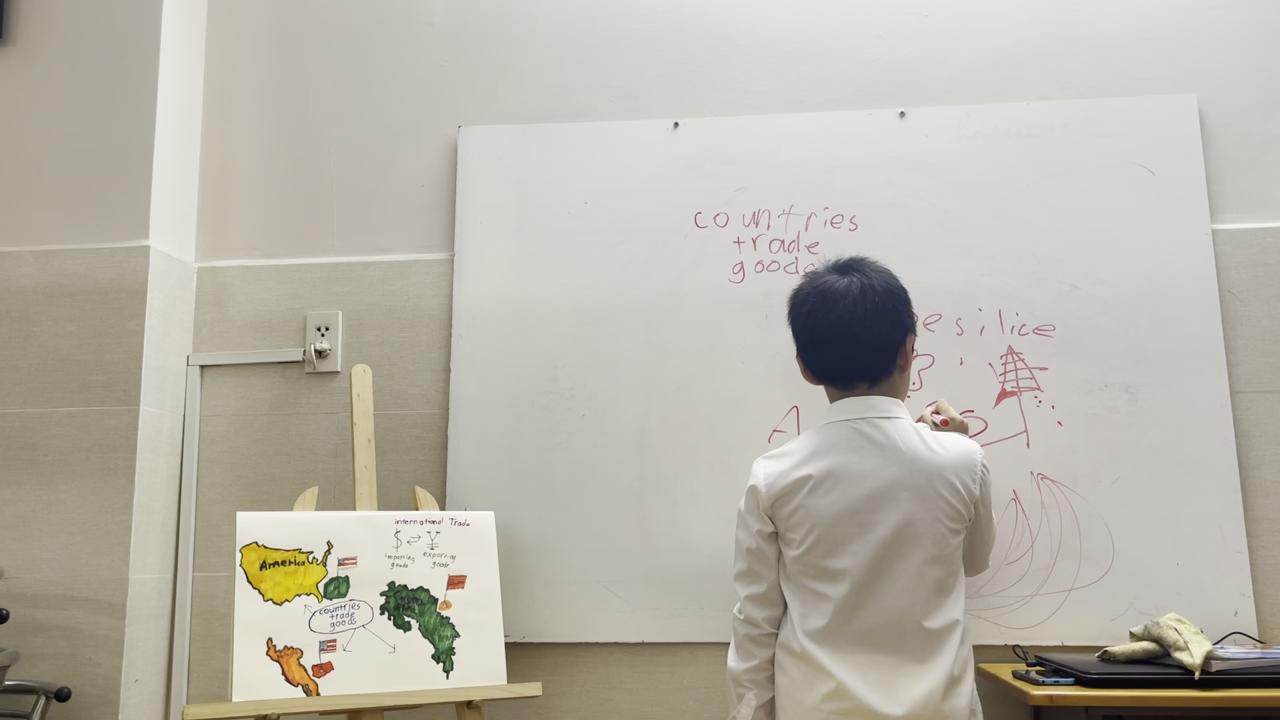 countries
trade
goods
esilice
A
international Trade
$ ⇄ ¥
importing exporting
goods goods
America
countries
trade
goods